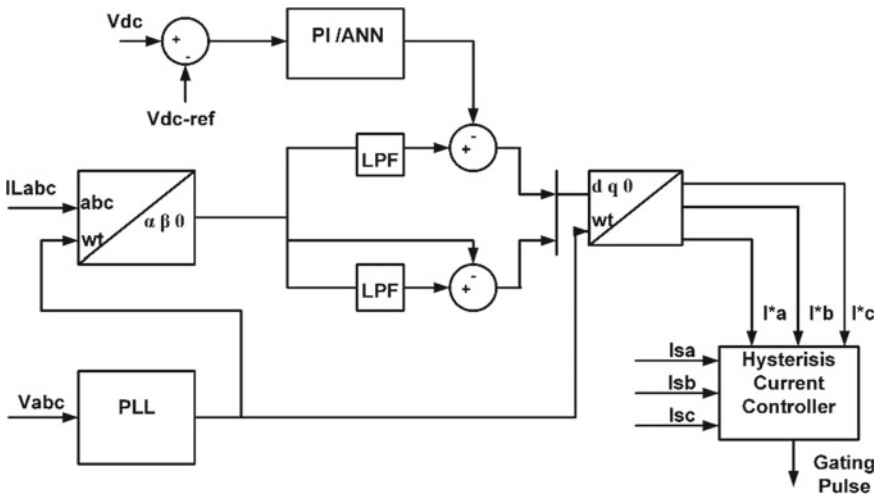 Vdc
+
-
PI /ANN
Vdc-ref
LPF
-
+
ILabc
abc
α β 0
wt
d q 0
wt
-
LPF
+
I*a
I*b
I*c
Isa
Isb
Isc
Hysterisis
Current
Controller
Vabc
PLL
Gating
Pulse